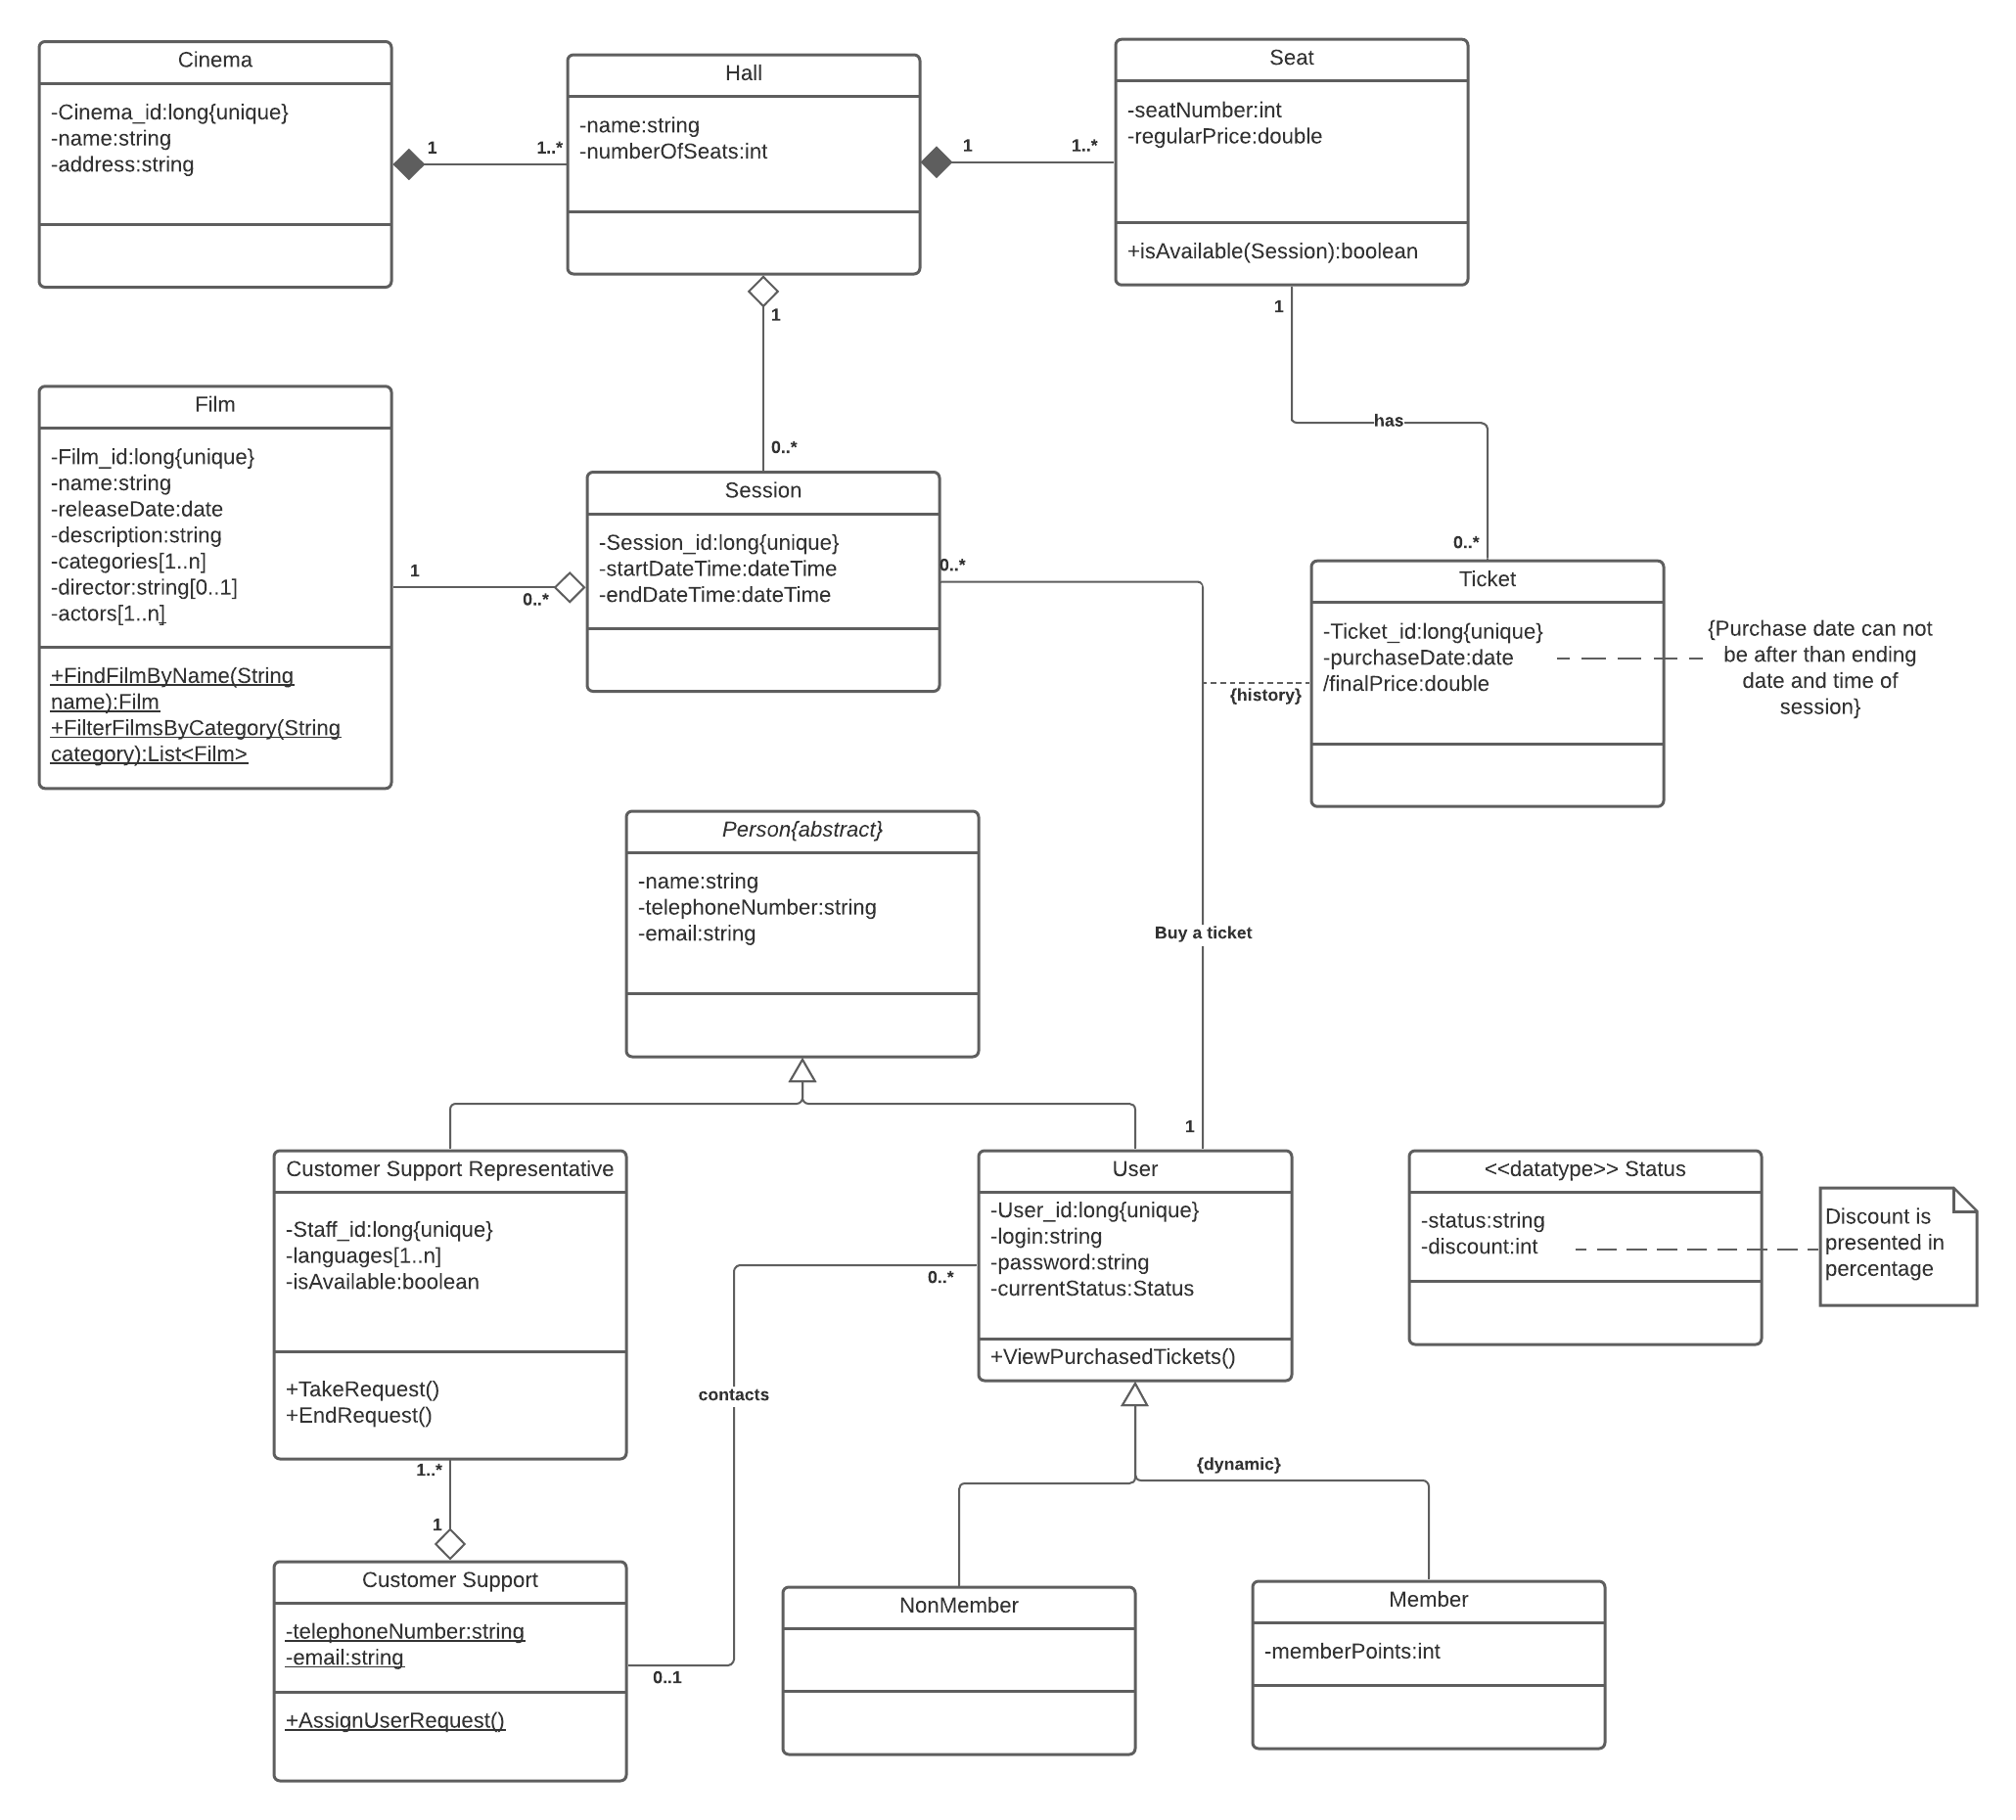 Cinema
-Cinema_id:long{unique}
-name:string
-address:string
1
1..*
Hall
-name:string
-numberOfSeats:int
1
1..*
Seat
-seatNumber:int
-regularPrice:double
+isAvailable(Session):boolean
1
0..*
1
has
0..*
Film
-Film_id:long{unique}
-name:string
-releaseDate:date
-description:string
-categories[1..n]
-director:string[0..1]
-actors[1..n]
+FindFilmByName(String
name):Film
+FilterFilmsByCategory(String
category):List<Film>
1
0..*
Session
-Session_id:long{unique}
-startDateTime:dateTime
-endDateTime:dateTime
0..*
Ticket
-Ticket_id:long{unique}
-purchaseDate:date
/finalPrice:double
{history}
{Purchase date can not
be after than ending
date and time of
session}
Person{abstract}
-name:string
-telephoneNumber:string
-email:string
Buy a ticket
1
Customer Support Representative
-Staff_id:long{unique}
-languages[1..n]
-isAvailable:boolean
+TakeRequest()
+EndRequest()
User
-User_id:long{unique}
-login:string
-password:string
-currentStatus:Status
+ViewPurchasedTickets()
0..*
contacts
<<datatype>> Status
-status:string
-discount:int
Discount is
presented in
percentage
{dynamic}
1..*
1
Customer Support
-telephoneNumber:string
-email:string
+AssignUserRequest()
0..1
NonMember
Member
-memberPoints:int